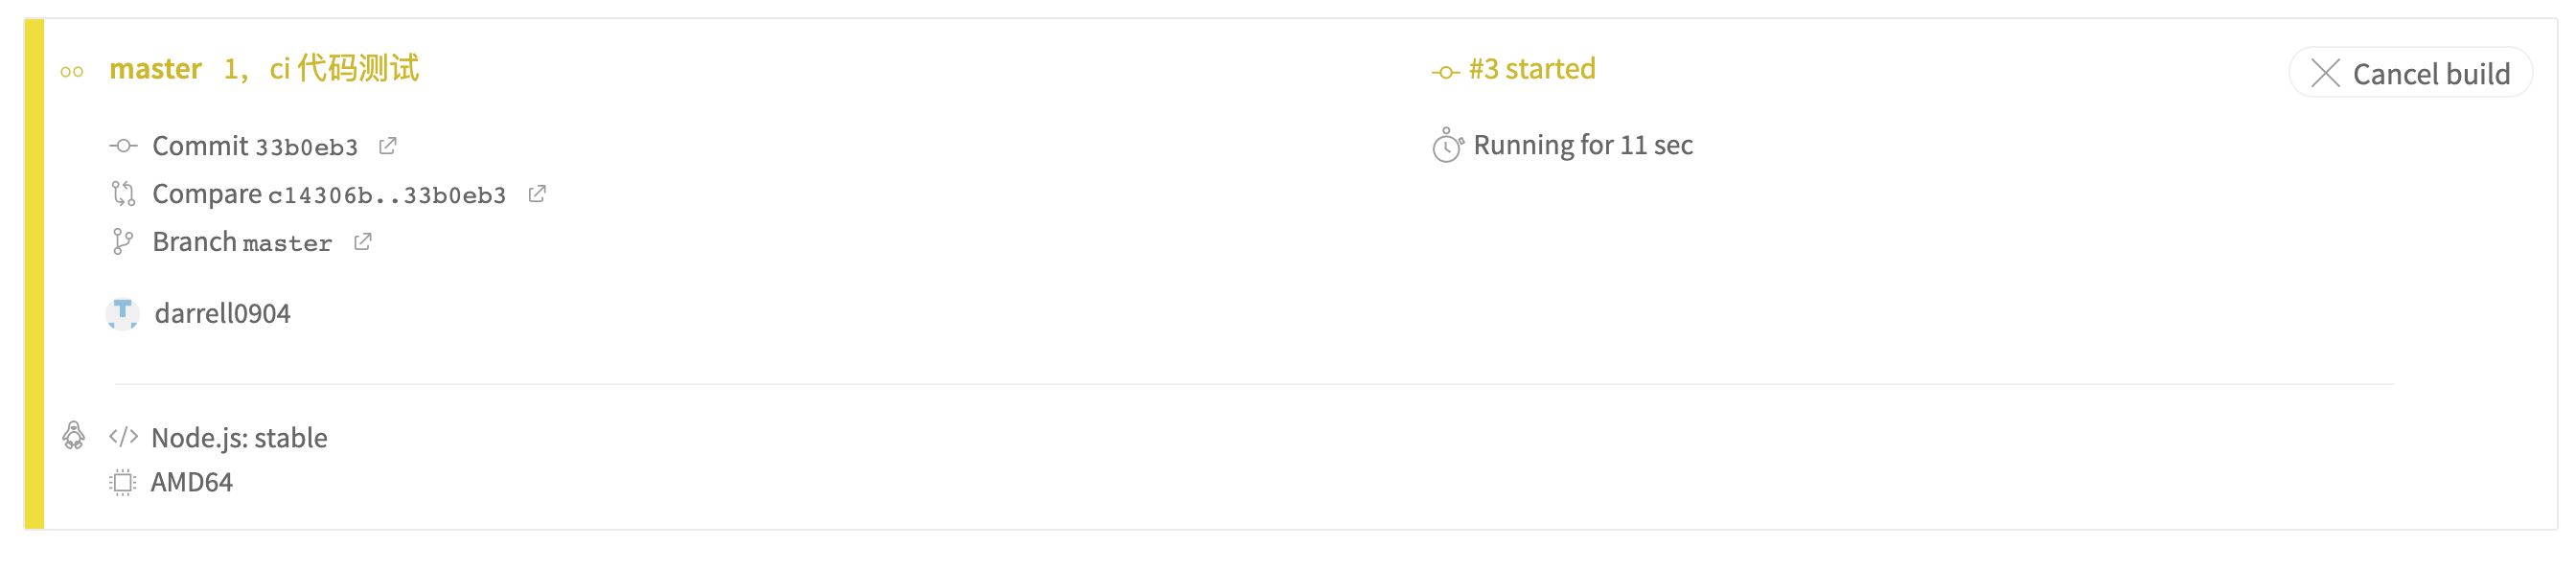 master 1，ci 代码测试
#3 started
Cancel build
Commit 33b0eb3
Running for 11 sec
Compare c14306b..33b0eb3
Branch master
darrell0904
Node.js: stable
AMD64